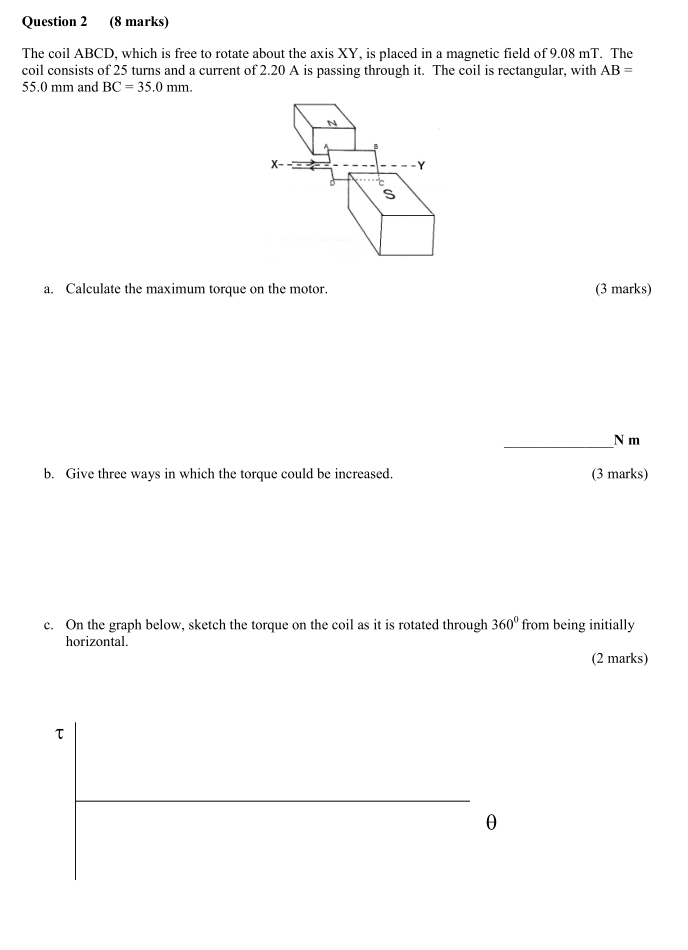 Question 2 (8 marks)
The coil ABCD, which is free to rotate about the axis XY, is placed in a magnetic field of 9.08 mT. The
coil consists of 25 turns and a current of 2.20 A is passing through it. The coil is rectangular, with AB =
55.0 mm and BC = 35.0 mm.
N
A B
X Y
D C
S
a. Calculate the maximum torque on the motor. (3 marks)
_______________N m
b. Give three ways in which the torque could be increased. (3 marks)
c. On the graph below, sketch the torque on the coil as it is rotated through 360⁰ from being initially
horizontal.
(2 marks)
τ
θ